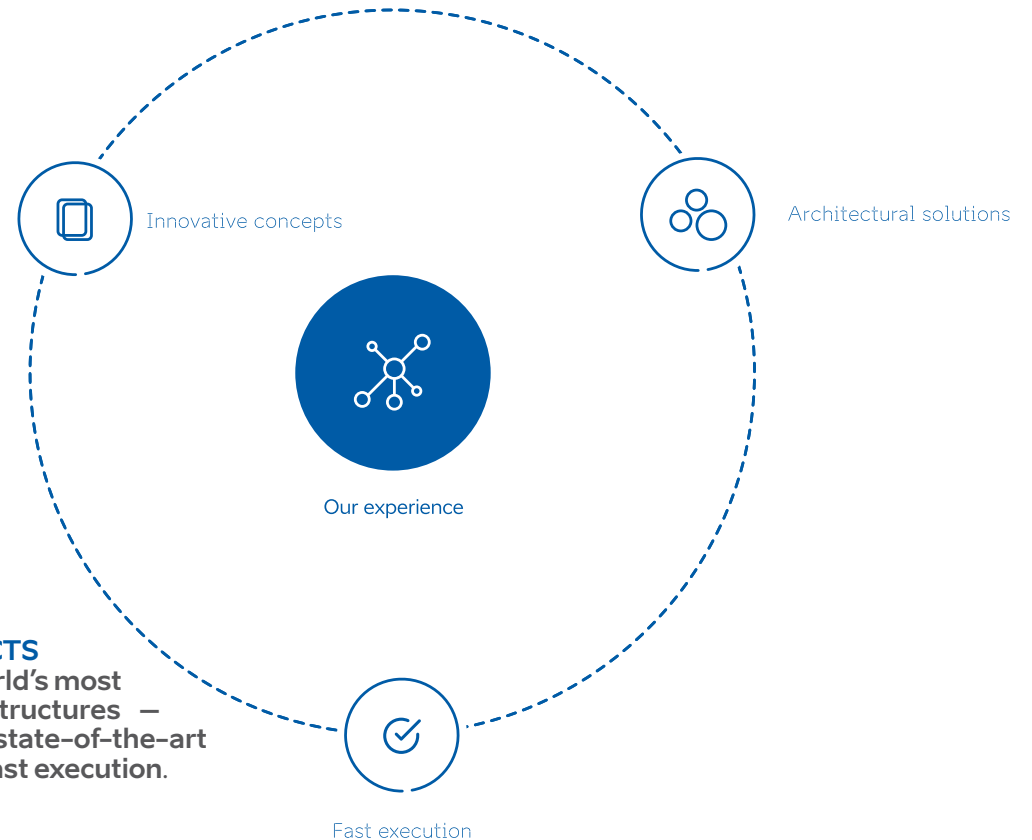 Innovative concepts
Architectural solutions
Our experience
CTS
rld's most
tructures –
state-of-the-art
ast execution.
Fast execution